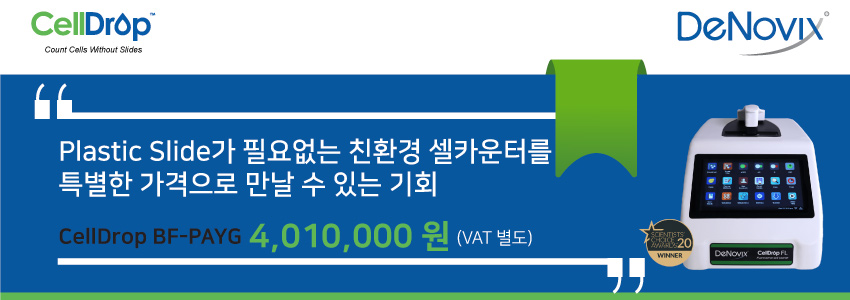 CellDrop™
Count Cells Without Slides
DeNovix®
Plastic Slide가 필요없는 친환경 셀카운터를
특별한 가격으로 만날 수 있는 기회
CellDrop BF-PAYG 4,010,000 원 (VAT 별도)
SCIENTISTS' CHOICE AWARDS 20
WINNER
DeNovix CellDrop FL